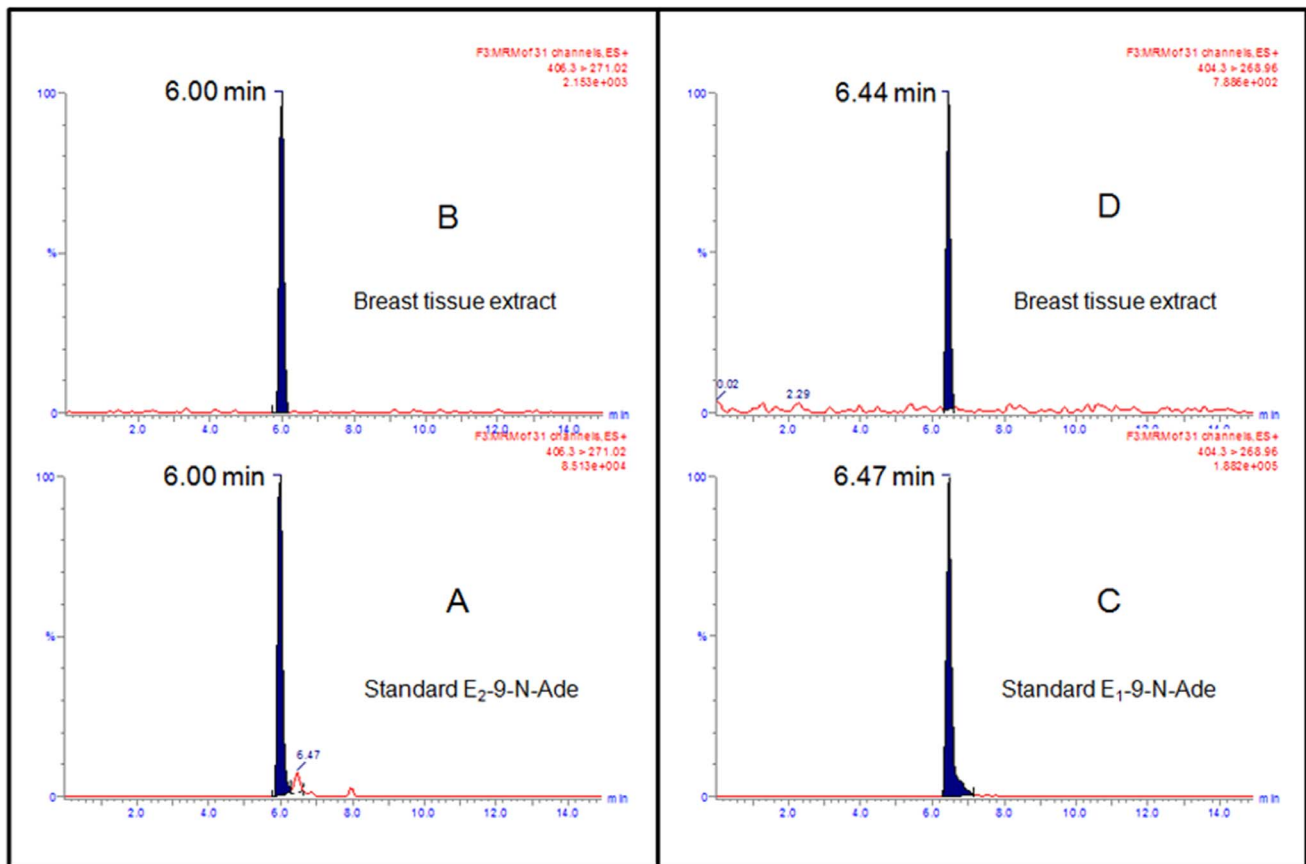 F3:MRM of 31 channels,ES+
406.3 > 271.02
2.153e+003
100
6.00 min
B
%
Breast tissue extract
0
min
2.0 4.0 6.0 8.0 10.0 12.0 14.0
F3:MRM of 31 channels,ES+
404.3 > 268.96
7.886e+002
100
6.44 min
D
%
Breast tissue extract
0.02
2.29
0
min
2.0 4.0 6.0 8.0 10.0 12.0 14.0
F3:MRM of 31 channels,ES+
406.3 > 271.02
8.513e+004
100
6.00 min
A
%
Standard E₂-9-N-Ade
6.47
0
min
2.0 4.0 6.0 8.0 10.0 12.0 14.0
F3:MRM of 31 channels,ES+
404.3 > 268.96
1.882e+005
100
6.47 min
C
%
Standard E₁-9-N-Ade
0
min
2.0 4.0 6.0 8.0 10.0 12.0 14.0